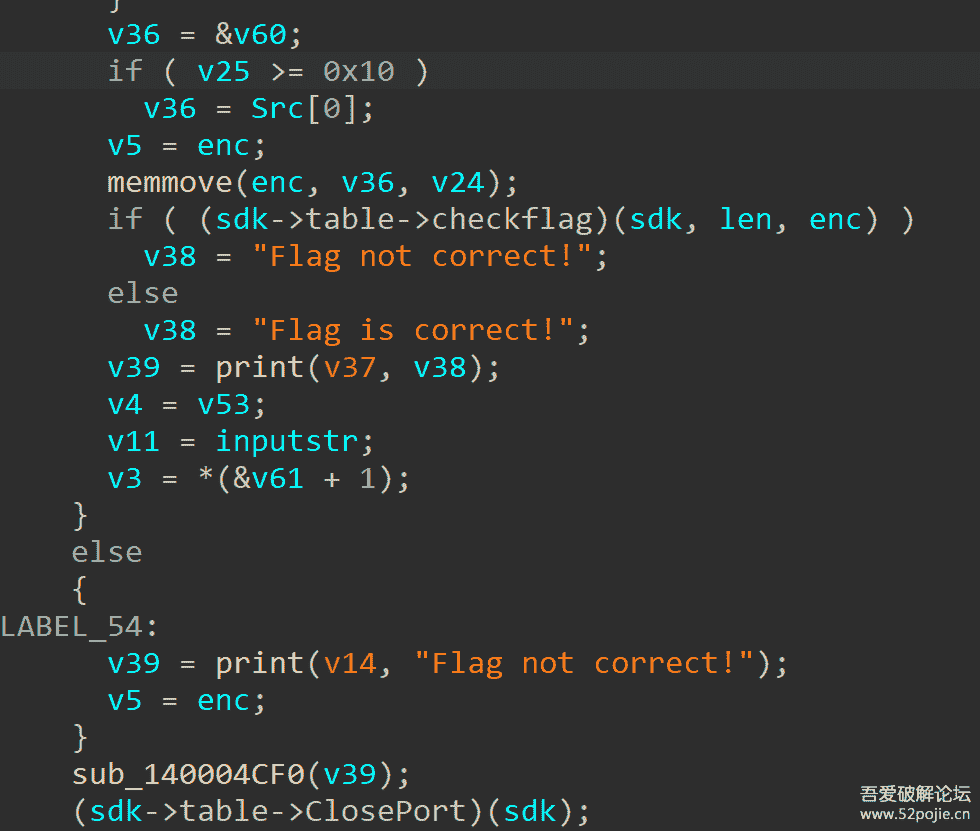 }
v36 = &v60;
if ( v25 >= 0x10 )
v36 = Src[0];
v5 = enc;
memmove(enc, v36, v24);
if ( (sdk->table->checkflag)(sdk, len, enc) )
v38 = "Flag not correct!";
else
v38 = "Flag is correct!";
v39 = print(v37, v38);
v4 = v53;
v11 = inputstr;
v3 = *(&v61 + 1);
}
else
{
LABEL_54:
v39 = print(v14, "Flag not correct!");
v5 = enc;
}
sub_140004CF0(v39);
(sdk->table->ClosePort)(sdk);
吾爱破解论坛
www.52pojie.cn